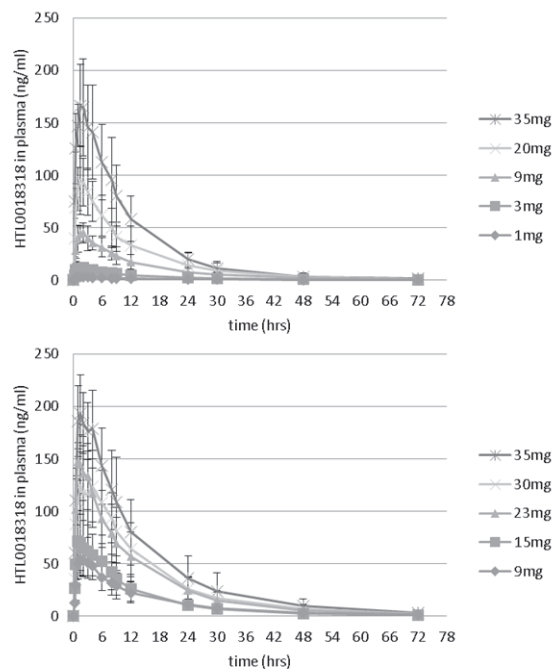 250
200
150
100
50
0
HTL0018318 in plasma (ng/ml)
0 6 12 18 24 30 36 42 48 54 60 66 72 78
time (hrs)
35mg
20mg
9mg
3mg
1mg
250
200
150
100
50
0
HTL0018318 in plasma (ng/ml)
0 6 12 18 24 30 36 42 48 54 60 66 72 78
time (hrs)
35mg
30mg
23mg
15mg
9mg